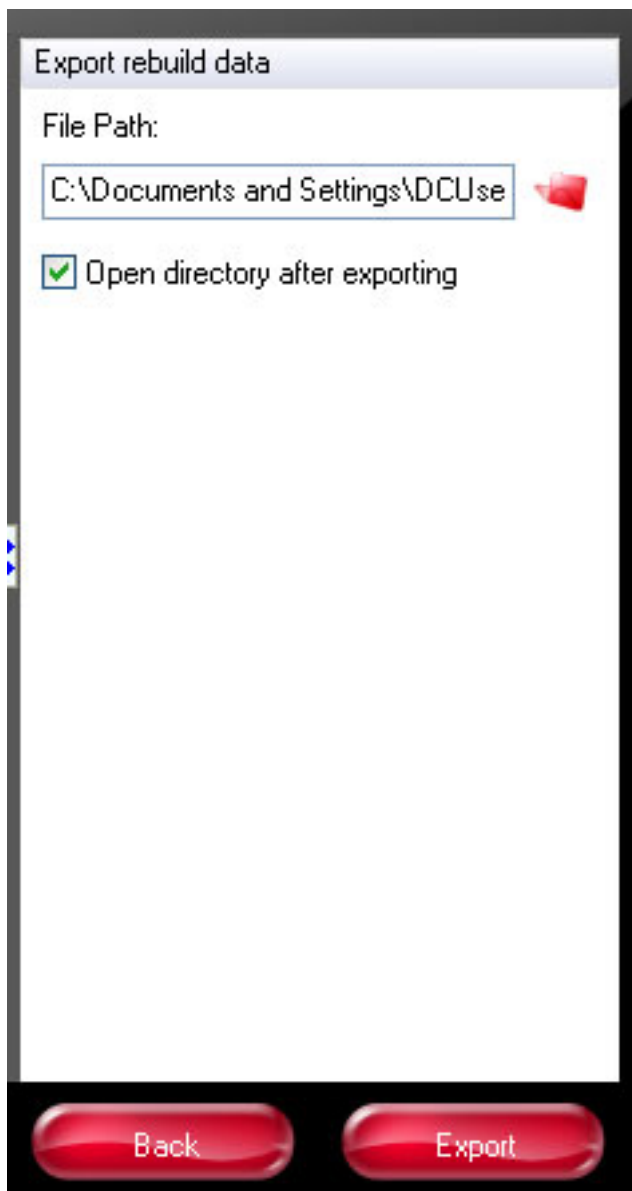 Export rebuild data
File Path:
C:\Documents and Settings\DCUse
Open directory after exporting
Back
Export